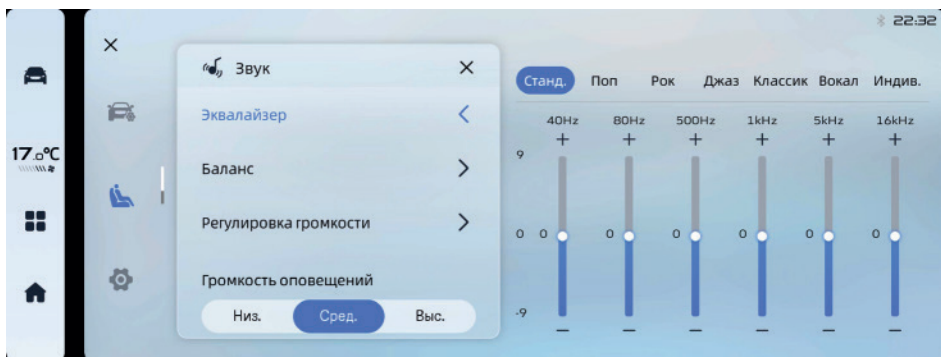 22:32
Звук
Эквалайзер
Баланс
Регулировка громкости
Громкость оповещений
Низ. Сред. Выс.
17.0°C
Станд. Поп Рок Джаз Классик Вокал Индив.
40Hz 80Hz 500Hz 1kHz 5kHz 16kHz
+ + + + + +
9
0 0 0 0 0 0 0
-9
− − − − − −